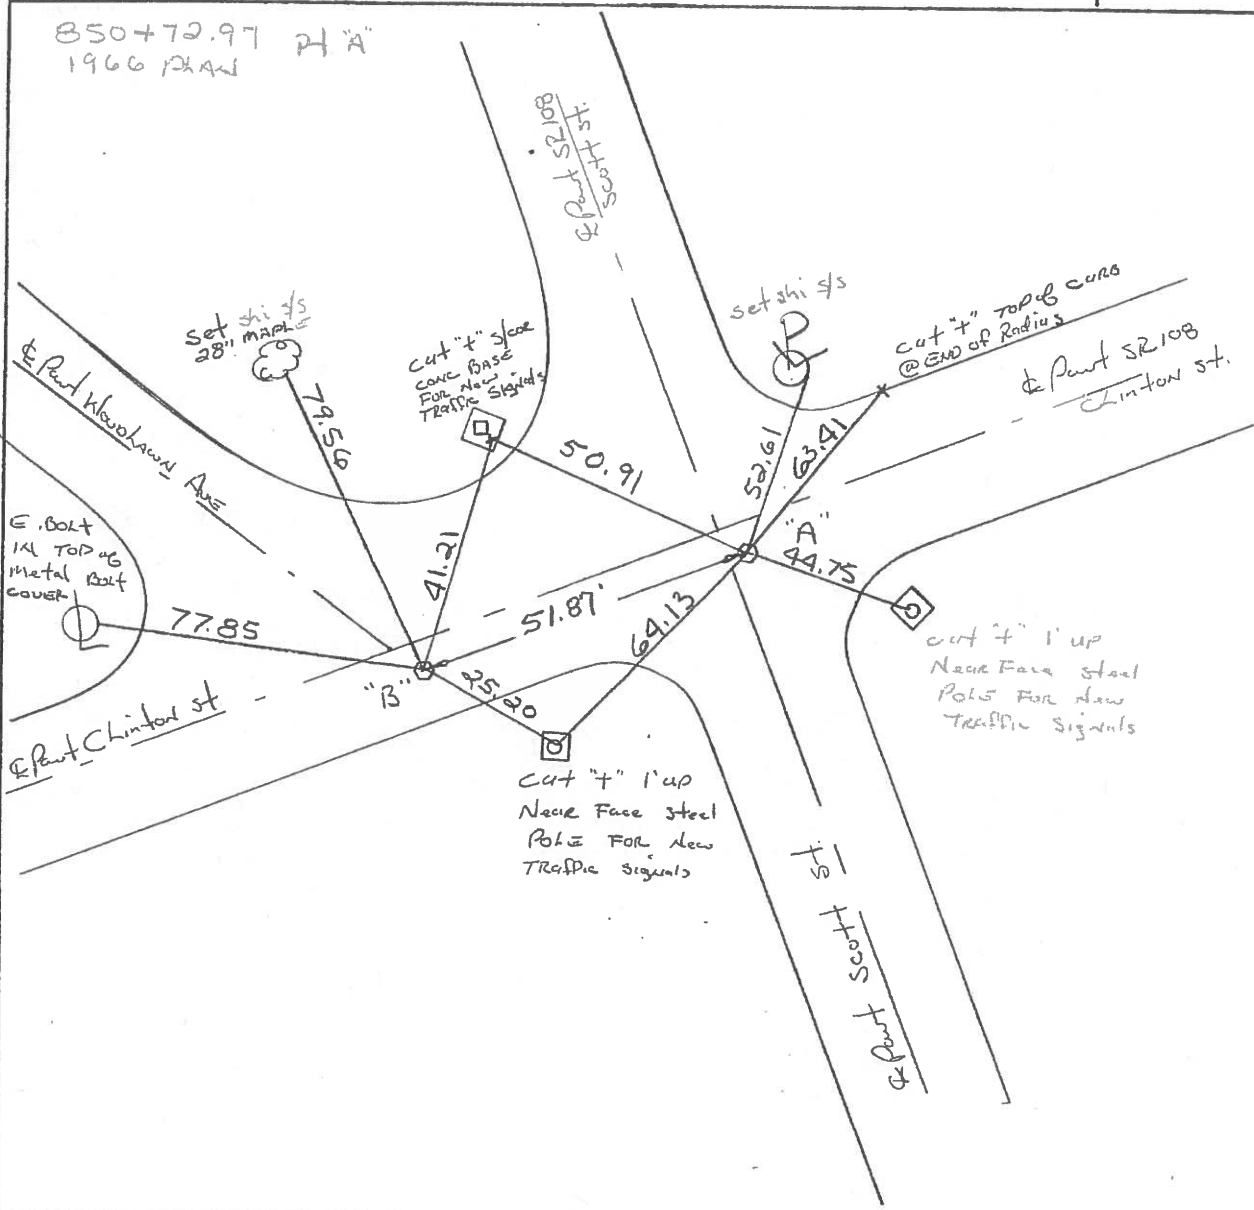 850+72.97 Pt "A"
1966 PLAN
℄ Pavt SR 108
Scott St.
set shi s/s
28" MAPLE
cut "+" s/cor
CONC BASE
FOR New
TRAFFIC Signals
set shi s/s
P
cut "+" TOP of CURB
@ END of Radius
℄ Pavt SR 108
Clinton St.
℄ Pavt Woodlawn Ave
79.56
50.91
52.61
63.41
"A"
44.75
E. BOLT
IN TOP of
Metal Bolt
COVER
L
77.85
41.21
51.87'
64.13
"B"
25.20
℄ Pavt Clinton St
cut "+" 1' up
Near Face steel
POLE FOR New
TRAFFIC Signals
cut "+" 1' up
Near Face steel
POLE FOR New
TRAFFIC Signals
℄ Pavt Scott St.